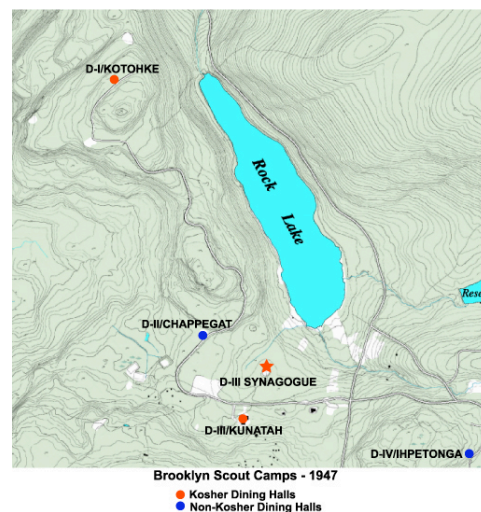 D-I/KOTOHKE
Rock
Lake
Rese
D-II/CHAPPEGAT
D-III SYNAGOGUE
D-III/KUNATAH
D-IV/IHPETONGA
Brooklyn Scout Camps - 1947
Kosher Dining Halls
Non-Kosher Dining Halls